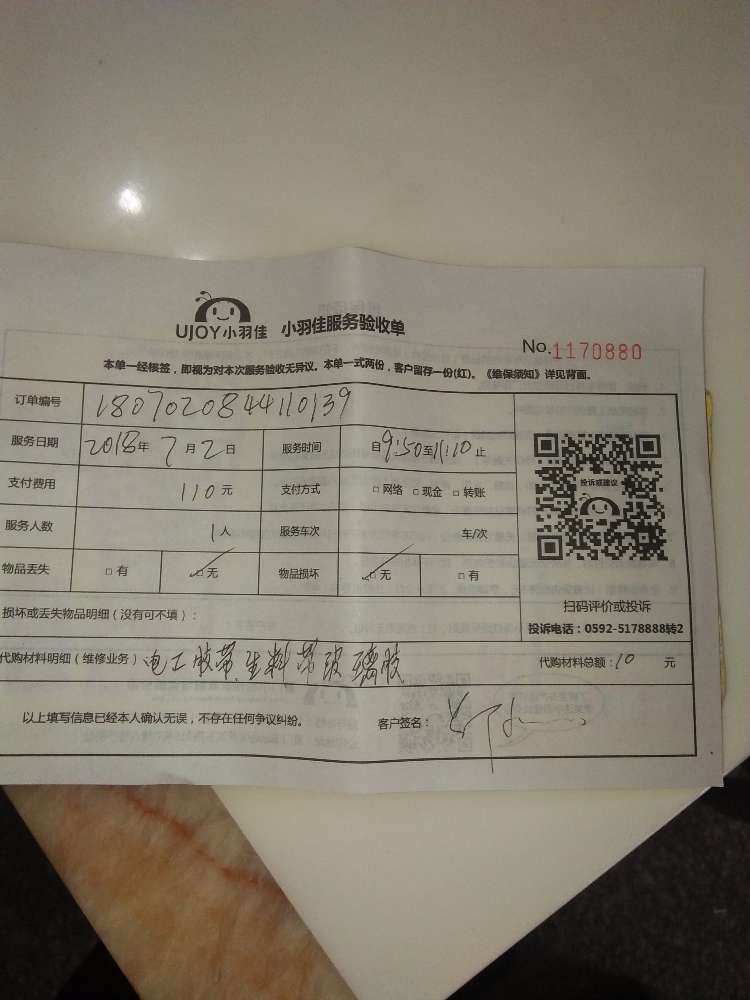 UJOY小羽佳 小羽佳服务验收单
No.1170880
本单一经核签，即视为对本次服务验收无异议。本单一式两份，客户留存一份(红)。《维保须知》详见背面。
订单编号 1807020844110139
服务日期 2018年7月2日 服务时间 自9:50至11:10止
支付费用 110元 支付方式 □网络 □现金 □转账
投诉或建议
服务人数 1人 服务车次 车/次
物品丢失 □有 □无 物品损坏 □无 □有
扫码评价或投诉
损坏或丢失物品明细（没有可不填）：
投诉电话：0592-5178888转2
代购材料明细（维修业务） 电工胶带.生料带玻璃胶 代购材料总额：10 元
以上填写信息已经本人确认无误，不存在任何争议纠纷。 客户签名：